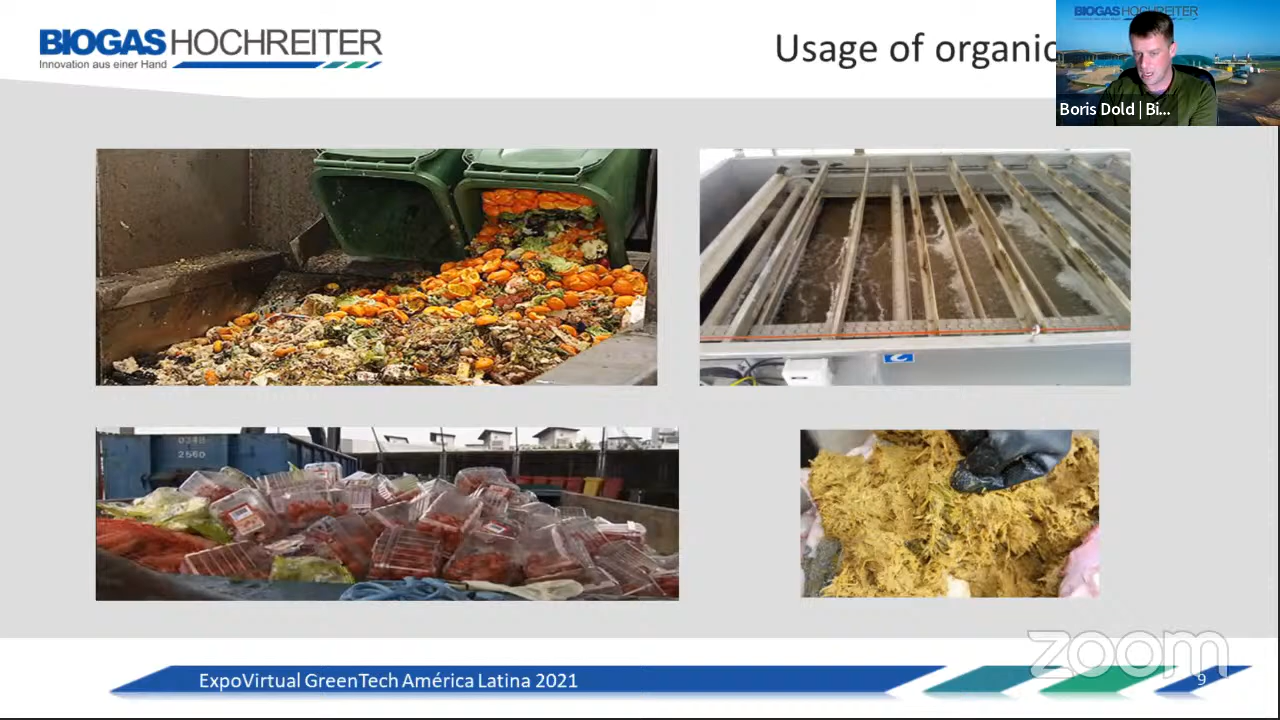 BIOGAS HOCHREITER
Innovation aus einer Hand
Usage of organic
BIOGAS HOCHREITER
Boris Dold | Bi...
0348
2560
ExpoVirtual GreenTech América Latina 2021
zoom
9